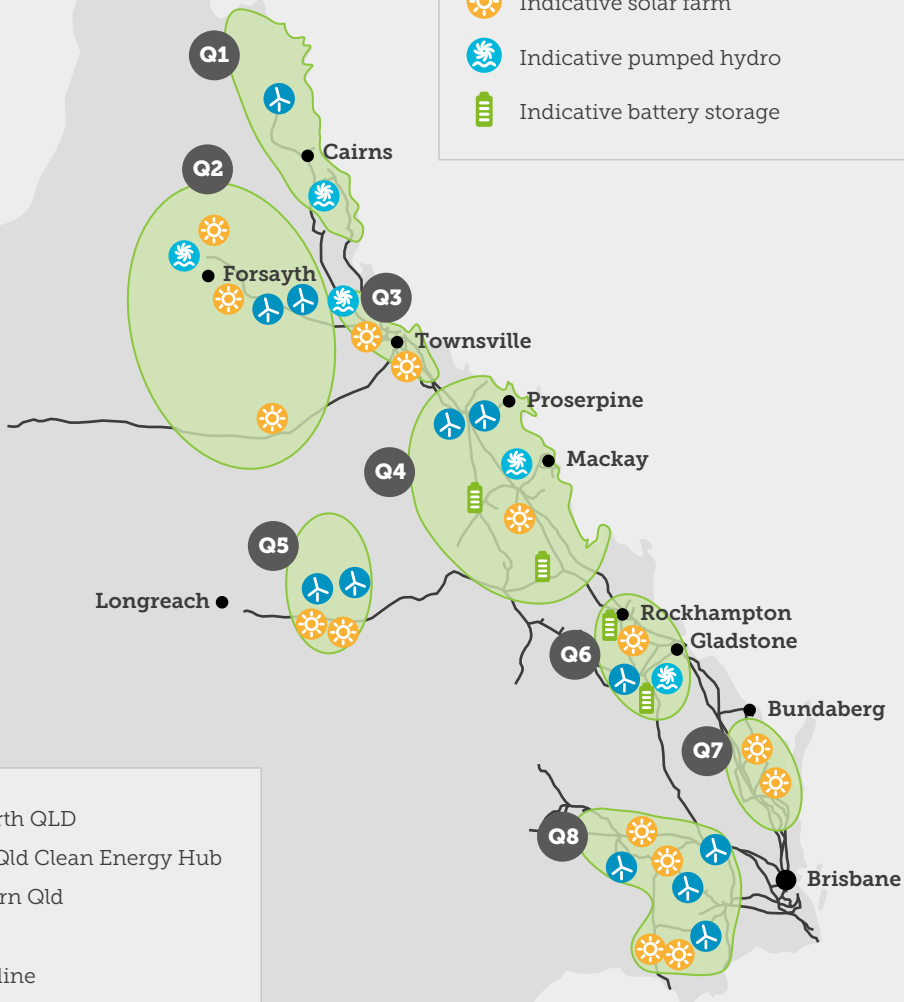 Indicative solar farm
Indicative pumped hydro
Indicative battery storage
Q1
Cairns
Q2
Forsayth
Q3
Townsville
Proserpine
Q4
Mackay
Q5
Longreach
Rockhampton
Gladstone
Q6
Bundaberg
Q7
Q8
Brisbane
rth QLD
Qld Clean Energy Hub
rn Qld
line